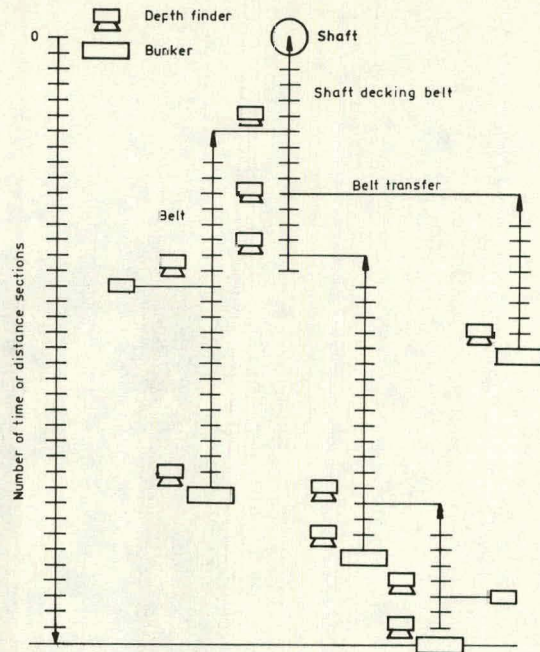 Depth finder
0
Shaft
Bunker
Shaft decking belt
Belt transfer
Belt
Number of time or distance sections